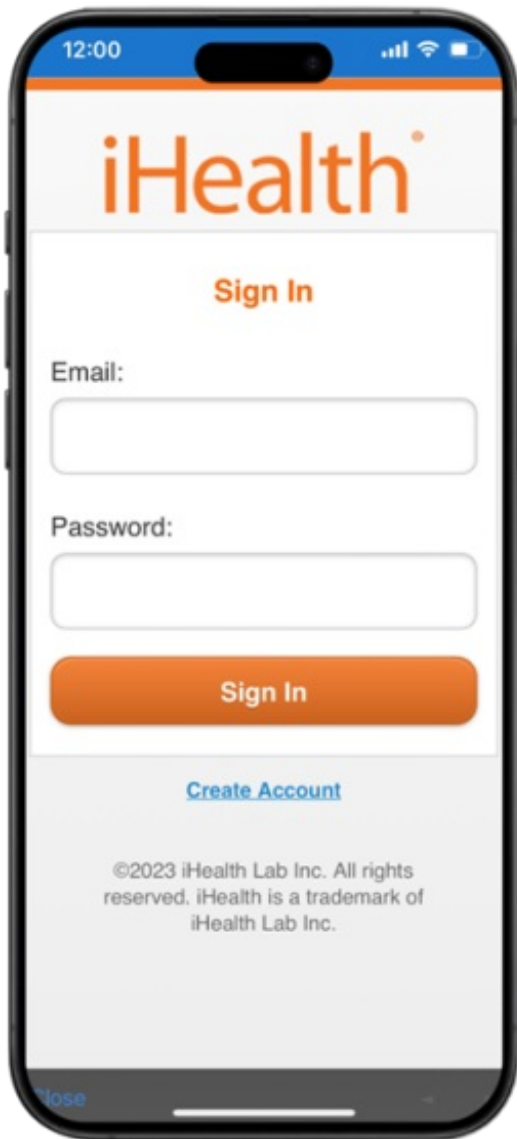 12:00
iHealth
Sign In
Email:
Password:
Sign In
Create Account
©2023 iHealth Lab Inc. All rights
reserved. iHealth is a trademark of
iHealth Lab Inc.
Close